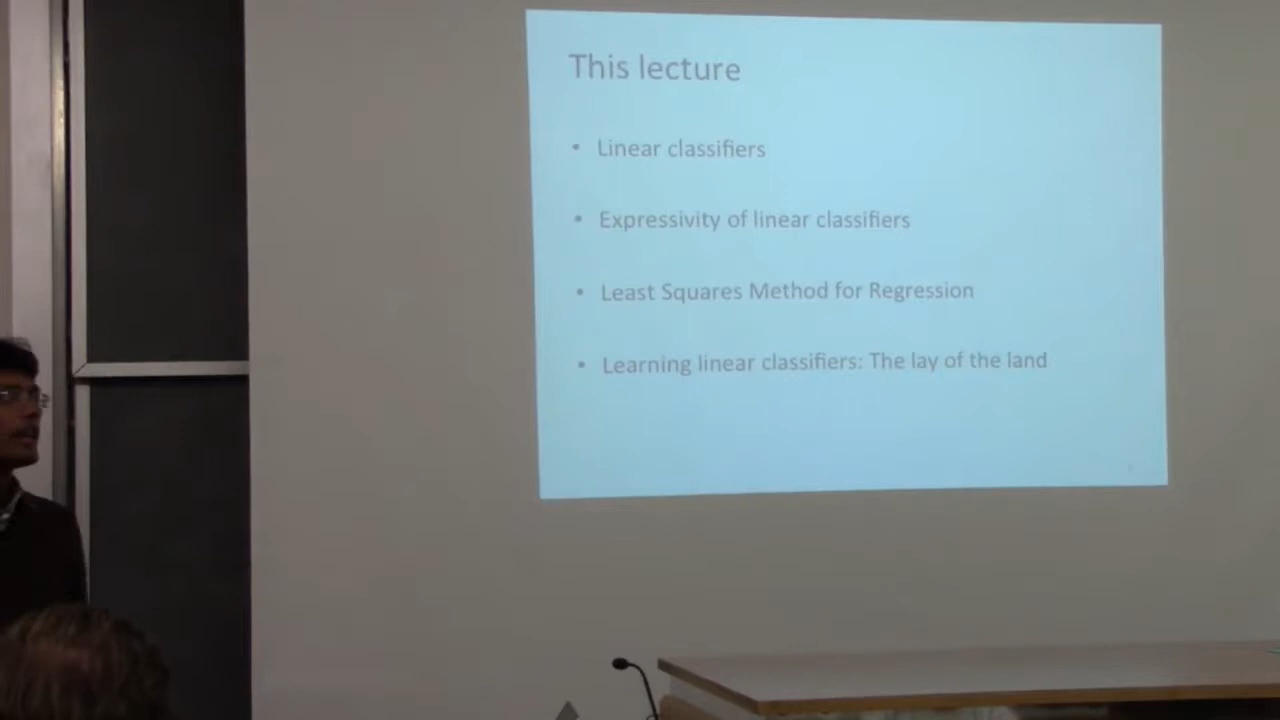 This lecture
• Linear classifiers
• Expressivity of linear classifiers
• Least Squares Method for Regression
• Learning linear classifiers: The lay of the land